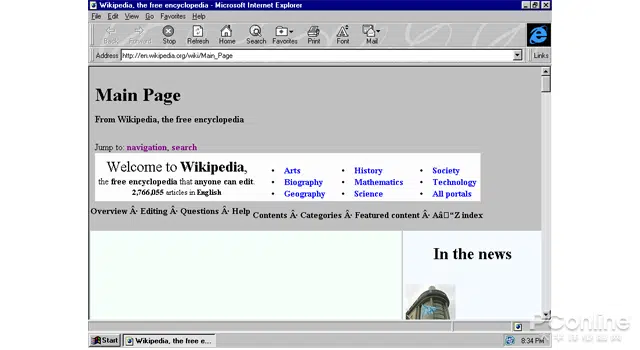 Wikipedia, the free encyclopedia - Microsoft Internet Explorer
File Edit View Go Favorites Help
Back Forward Stop Refresh Home Search Favorites Print Font Mail
Address http://en.wikipedia.org/wiki/Main_Page Links
Main Page
From Wikipedia, the free encyclopedia
Jump to: navigation, search
Welcome to Wikipedia,
the free encyclopedia that anyone can edit.
2,766,055 articles in English
• Arts • History • Society
• Biography • Mathematics • Technology
• Geography • Science • All portals
Overview Â· Editing Â· Questions Â· Help
Contents Â· Categories Â· Featured content Â· Aâ€“Z index
In the news
PConline
Start Wikipedia, the free e... 8:34 PM